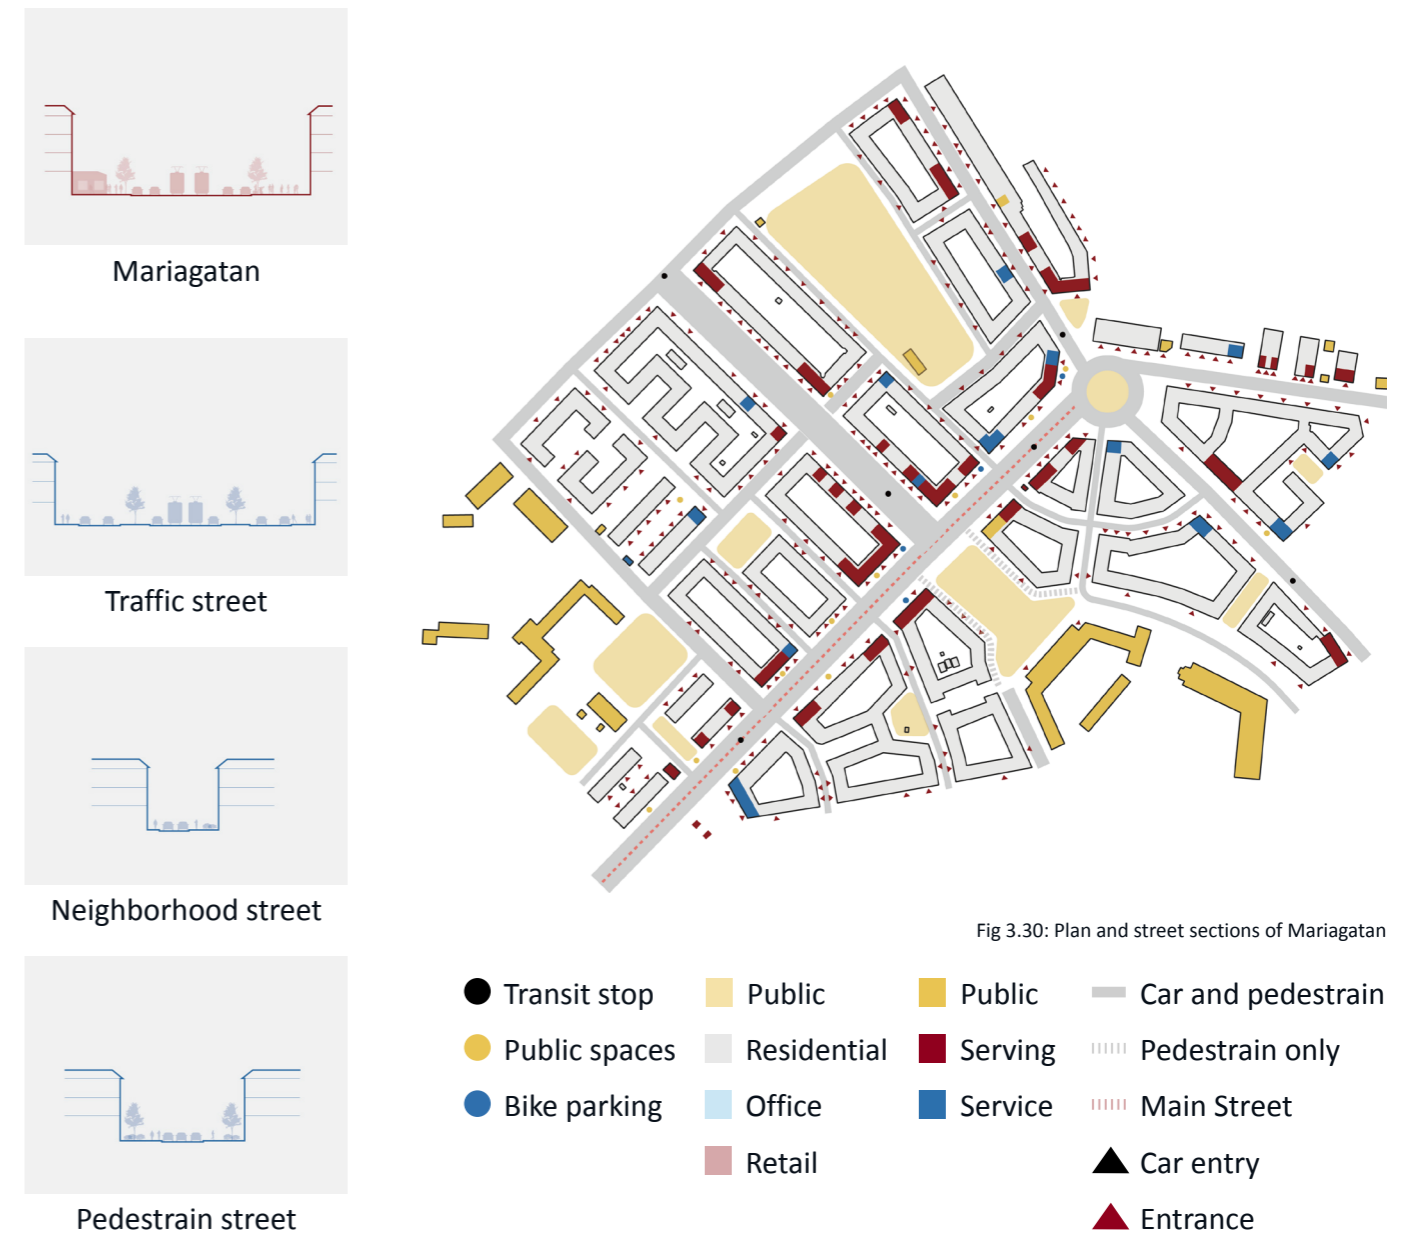 Mariagatan
Traffic street
Neighborhood street
Pedestrain street
Fig 3.30: Plan and street sections of Mariagatan
Transit stop
Public spaces
Bike parking
Public
Residential
Office
Retail
Public
Serving
Service
Car and pedestrain
Pedestrain only
Main Street
Car entry
Entrance